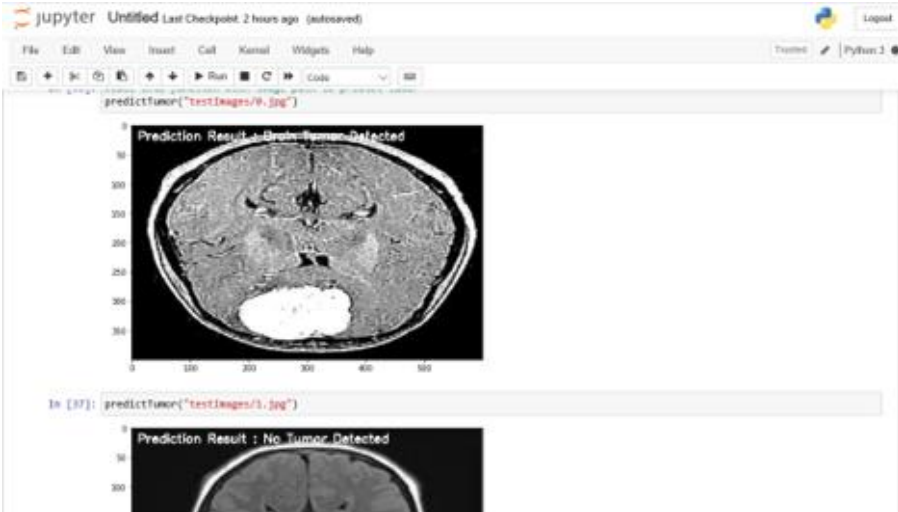 jupyter Untitled Last Checkpoint: 2 hours ago (autosaved)
Logout
File Edit View Insert Cell Kernel Widgets Help
Trusted Python 3
Run Code
predictTumor("testImages/0.jpg")
Prediction Result : Brain Tumor Detected
0
50
100
150
200
250
300
350
0 100 200 300 400 500
In [37]: predictTumor("testImages/1.jpg")
Prediction Result : No Tumor Detected
0
50
100